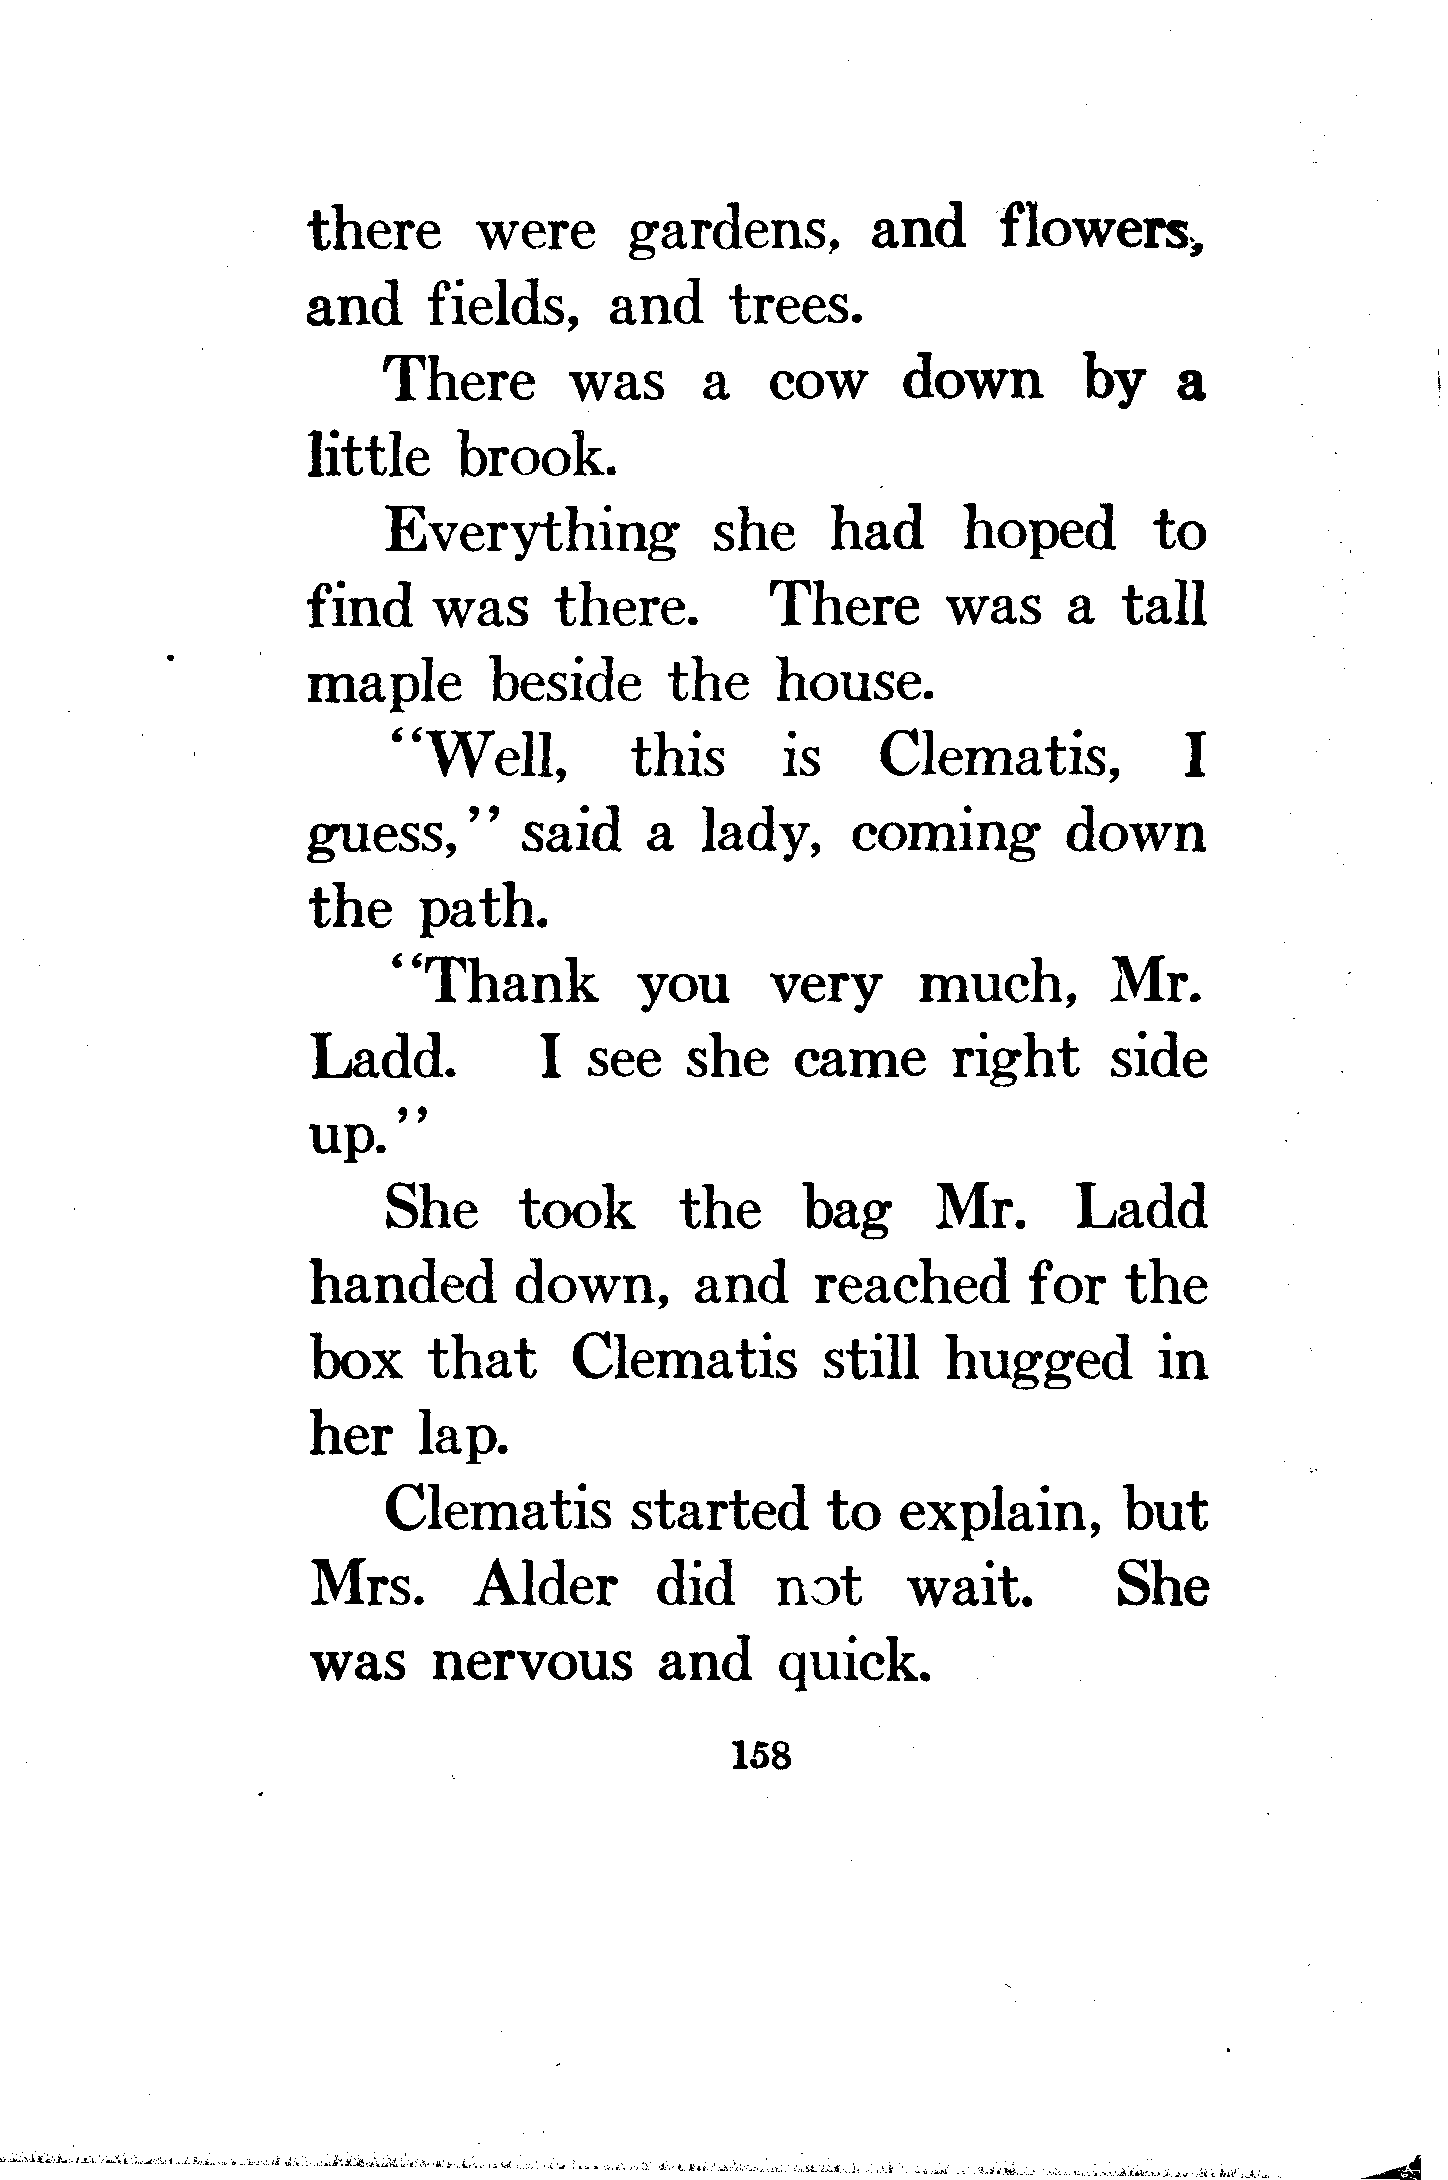 there were gardens, and flowers,
and fields, and trees.
There was a cow down by a
little brook.
Everything she had hoped to
find was there. There was a tall
maple beside the house.
"Well, this is Clematis, I
guess," said a lady, coming down
the path.
"Thank you very much, Mr.
Ladd. I see she came right side
up."
She took the bag Mr. Ladd
handed down, and reached for the
box that Clematis still hugged in
her lap.
Clematis started to explain, but
Mrs. Alder did not wait. She
was nervous and quick.
158